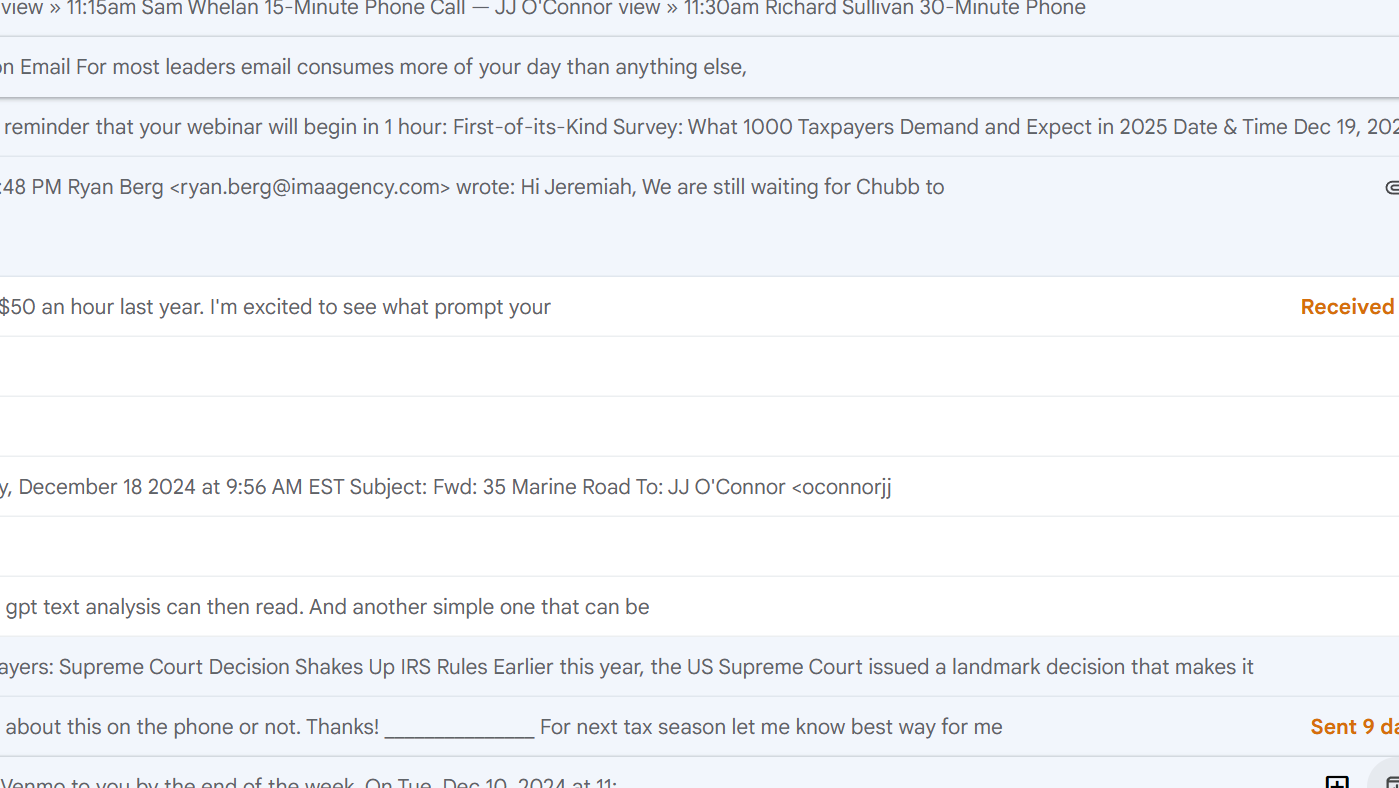 view » 11:15am Sam Whelan 15-Minute Phone Call — JJ O'Connor view » 11:30am Richard Sullivan 30-Minute Phone
on Email For most leaders email consumes more of your day than anything else,
reminder that your webinar will begin in 1 hour: First-of-its-Kind Survey: What 1000 Taxpayers Demand and Expect in 2025 Date & Time Dec 19, 202
:48 PM Ryan Berg <ryan.berg@imaagency.com> wrote: Hi Jeremiah, We are still waiting for Chubb to
$50 an hour last year. I'm excited to see what prompt your
Received
y, December 18 2024 at 9:56 AM EST Subject: Fwd: 35 Marine Road To: JJ O'Connor <oconnorjj
gpt text analysis can then read. And another simple one that can be
ayers: Supreme Court Decision Shakes Up IRS Rules Earlier this year, the US Supreme Court issued a landmark decision that makes it
about this on the phone or not. Thanks! _______________ For next tax season let me know best way for me
Sent 9 da
Venmo to you by the end of the week. On Tue, Dec 10, 2024 at 11: